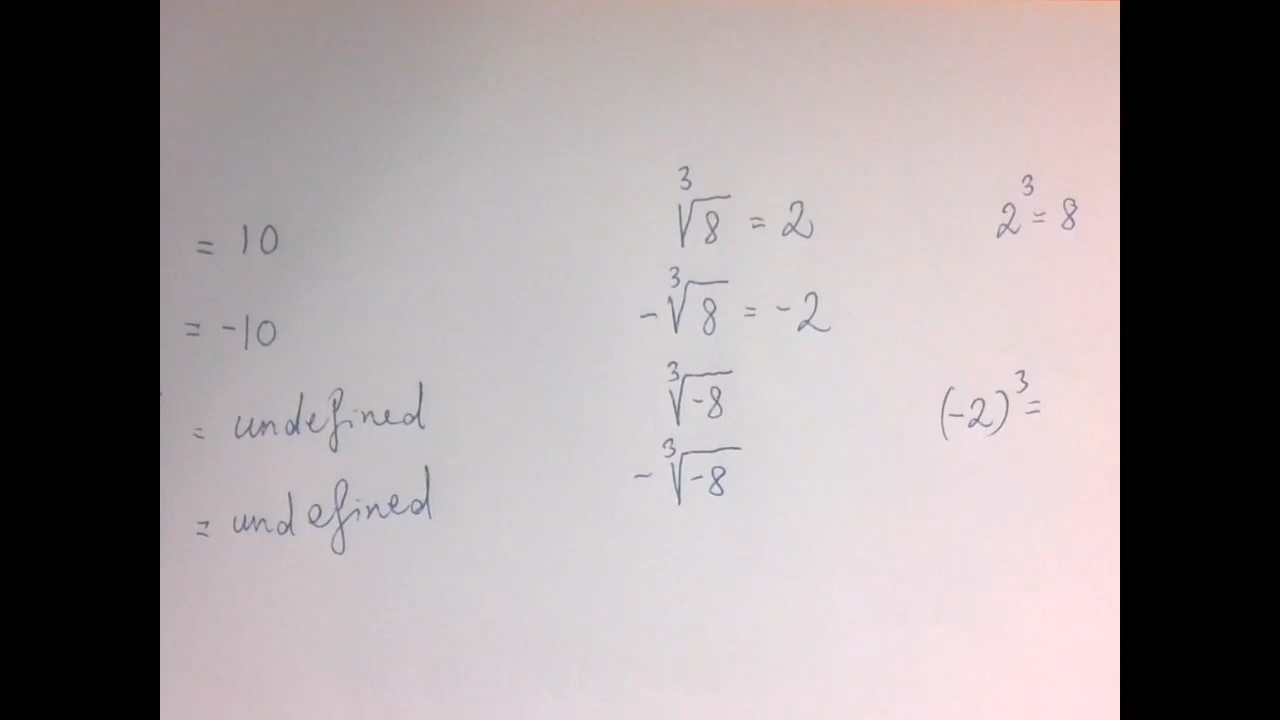 = 10
= -10
= undefined
= undefined
∛8 = 2
-∛8 = -2
∛-8
-∛-8
2³ = 8
(-2)³ =